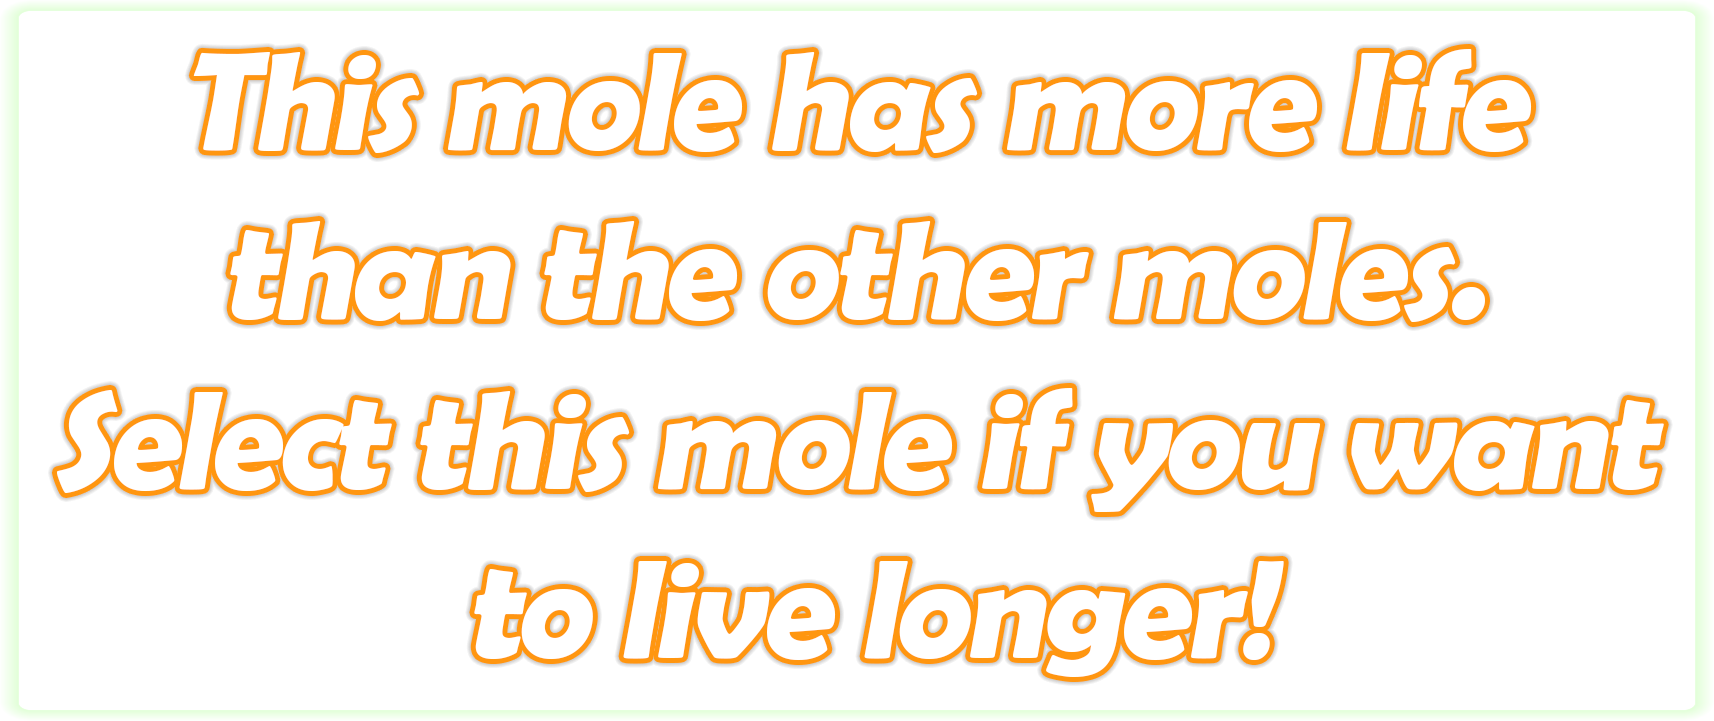 This mole has more life
than the other moles.
Select this mole if you want
to live longer!